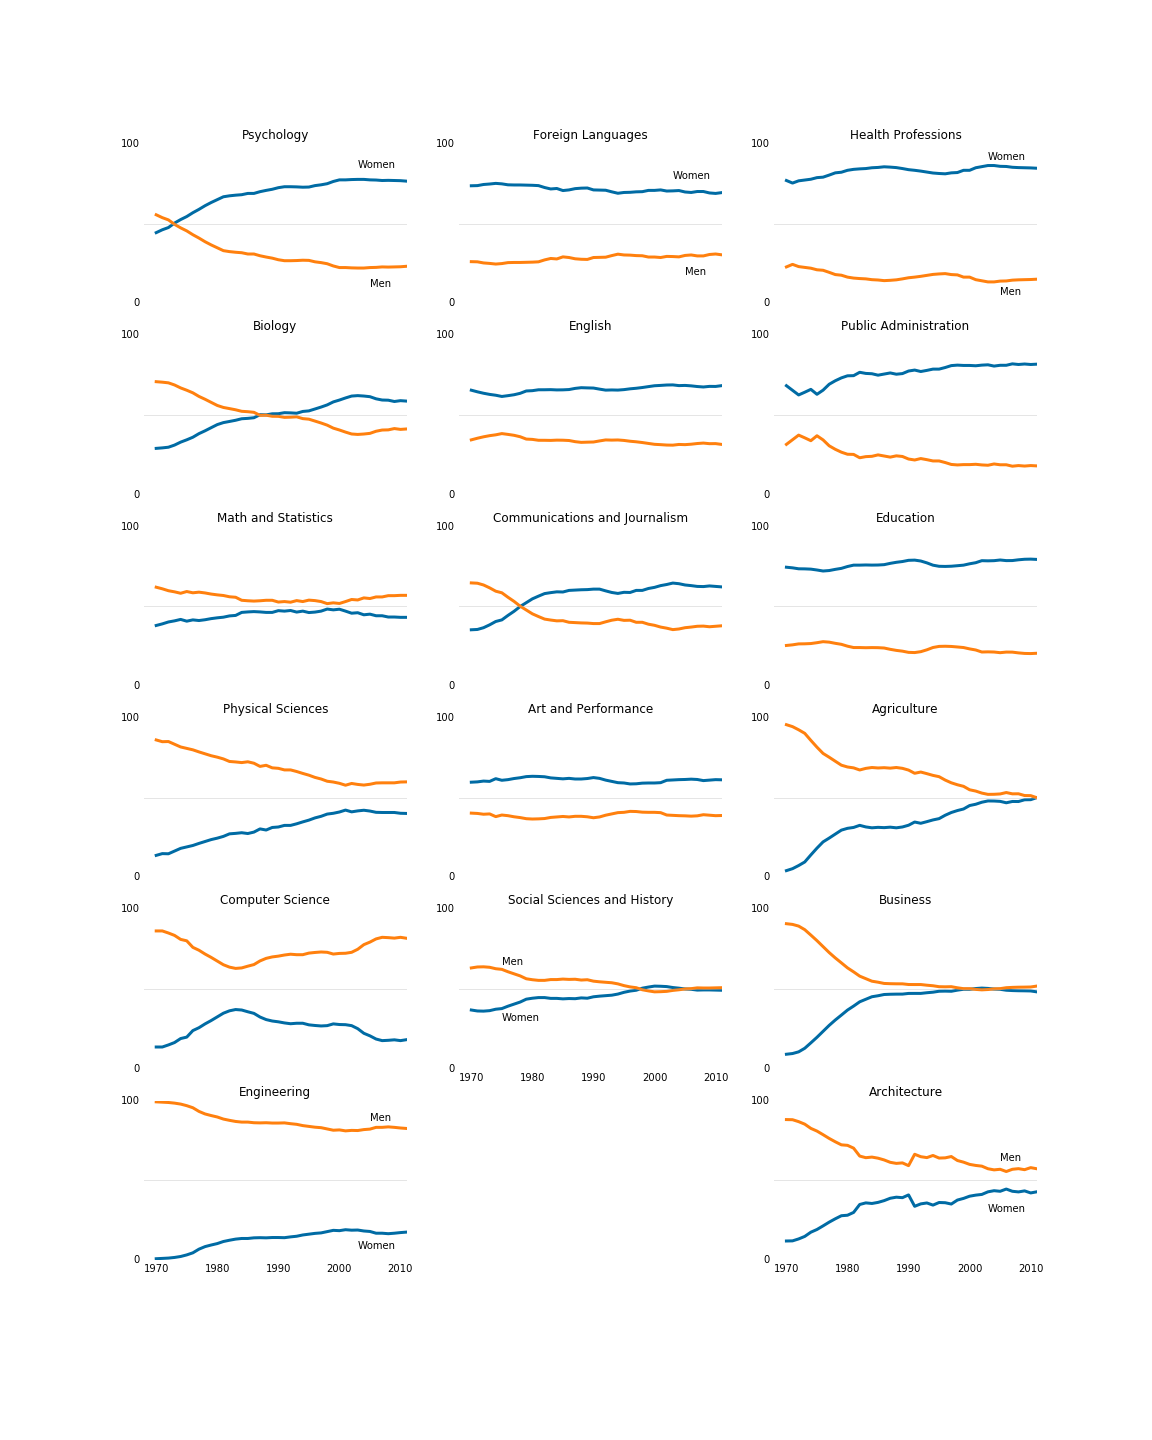 Psychology
Foreign Languages
Health Professions
100
100
100
Women
Women
Women
Men
Men
Men
0
0
0
Biology
English
Public Administration
100
100
100
0
0
0
Math and Statistics
Communications and Journalism
Education
100
100
100
0
0
0
Physical Sciences
Art and Performance
Agriculture
100
100
100
0
0
0
Computer Science
Social Sciences and History
Business
100
100
100
Men
Women
0
0
0
1970 1980 1990 2000 2010
Engineering
Architecture
100
100
Men
Men
Women
Women
0
0
1970 1980 1990 2000 2010
1970 1980 1990 2000 2010